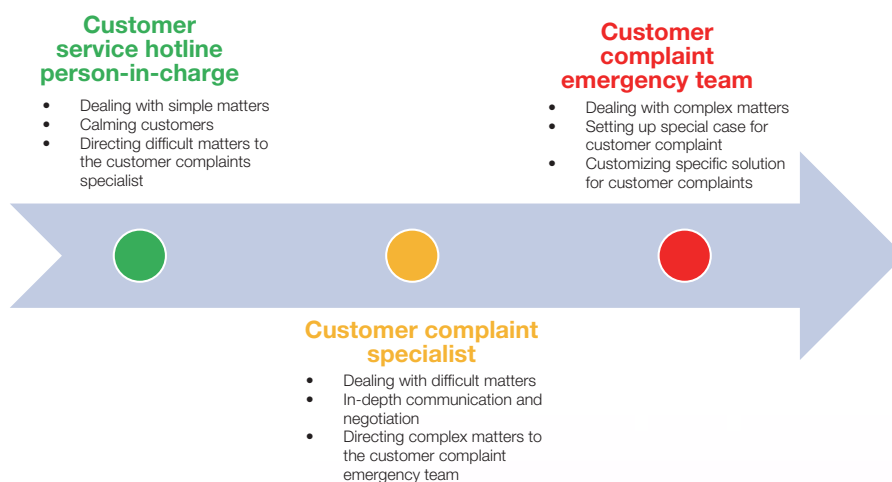 Customer
service hotline
person-in-charge
• Dealing with simple matters
• Calming customers
• Directing difficult matters to
the customer complaints
specialist
Customer complaint
specialist
• Dealing with difficult matters
• In-depth communication and
negotiation
• Directing complex matters to
the customer complaint
emergency team
Customer
complaint
emergency team
• Dealing with complex matters
• Setting up special case for
customer complaint
• Customizing specific solution
for customer complaints